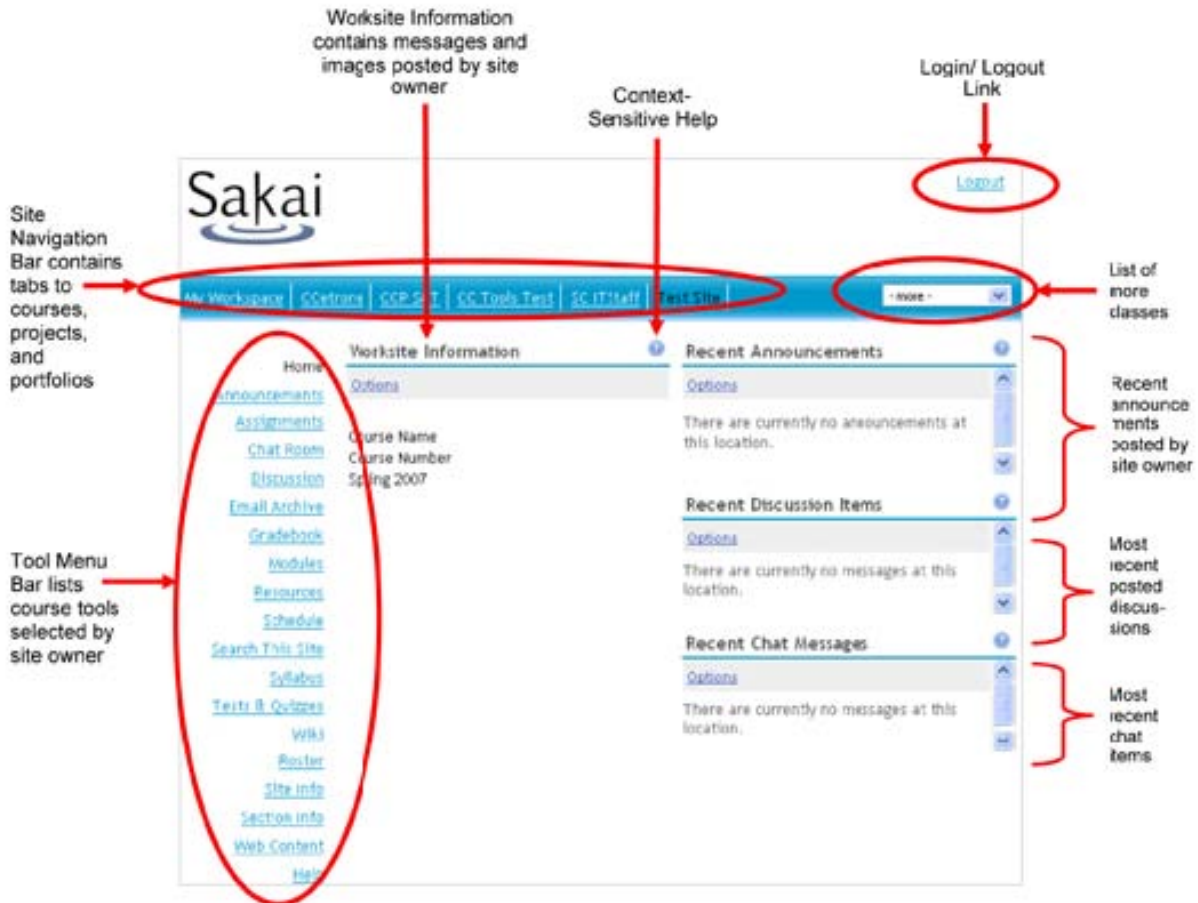 Worksite Information
contains messages and
images posted by site
owner
Context-
Sensitive Help
Login/ Logout
Link
Sakai
Logout
Site
Navigation
Bar contains
tabs to
courses,
projects,
and
portfolios
My Workspace CCetrone CC Tools Test SC IT Staff Test Site
- more -
List of
more
classes
Home
Announcements
Assignments
Chat Room
Discussion
Email Archive
Gradebook
Modules
Resources
Schedule
Search This Site
Syllabus
Tests & Quizzes
Wiki
Roster
Site Info
Section Info
Web Content
Help
Tool Menu
Bar lists
course tools
selected by
site owner
Worksite Information
Options
Course Name
Course Number
Spring 2007
Recent Announcements
Options
There are currently no announcements at
this location.
Recent Discussion Items
Options
There are currently no messages at this
location.
Recent Chat Messages
Options
There are currently no messages at this
location.
Recent
announce
ments
posted by
site owner
Most
recent
posted
discus-
sions
Most
recent
chat
items